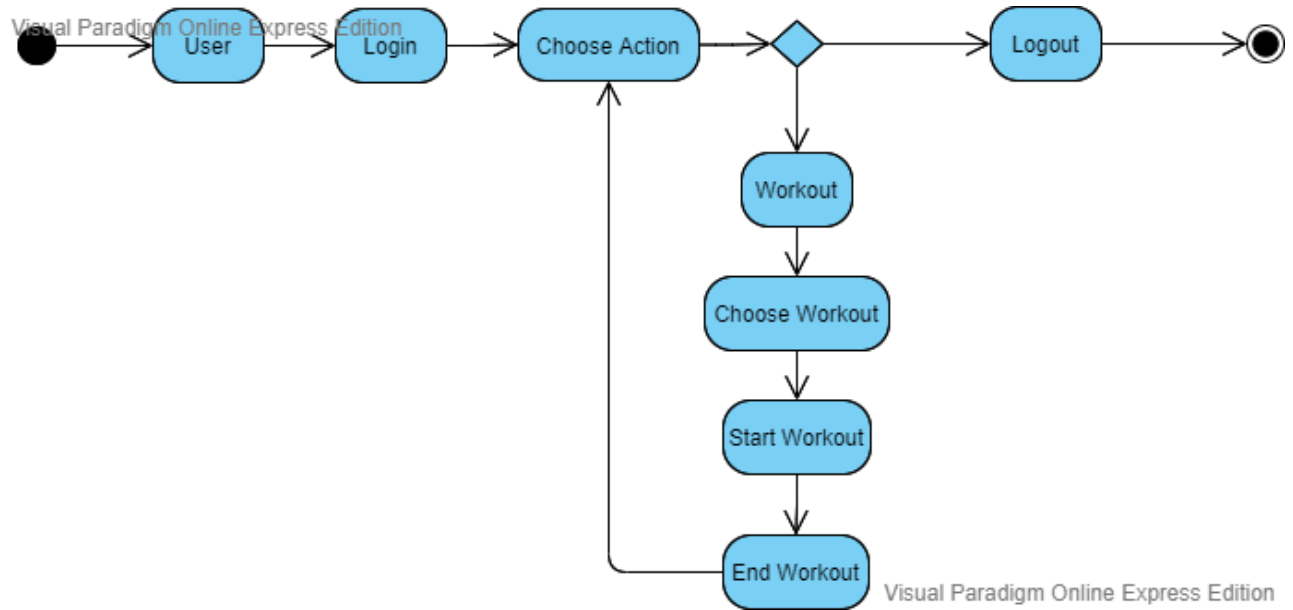 Visual Paradigm Online Express Edition
User
Login
Choose Action
Logout
Workout
Choose Workout
Start Workout
End Workout
Visual Paradigm Online Express Edition